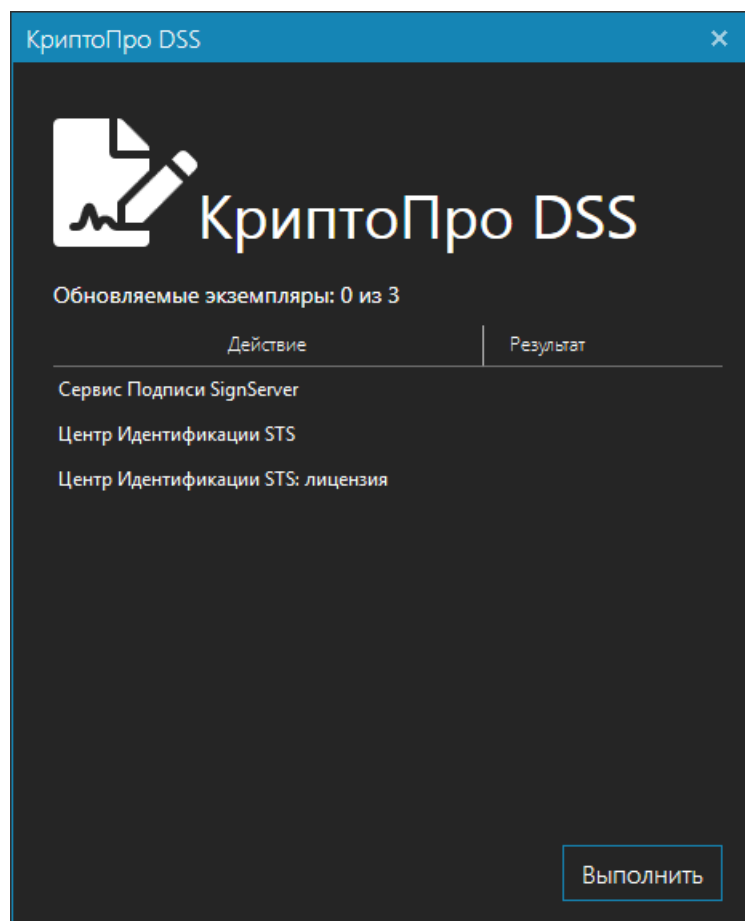 КриптоПро DSS
КриптоПро DSS
Обновляемые экземпляры: 0 из 3
Действие Результат
Сервис Подписи SignServer
Центр Идентификации STS
Центр Идентификации STS: лицензия
Выполнить